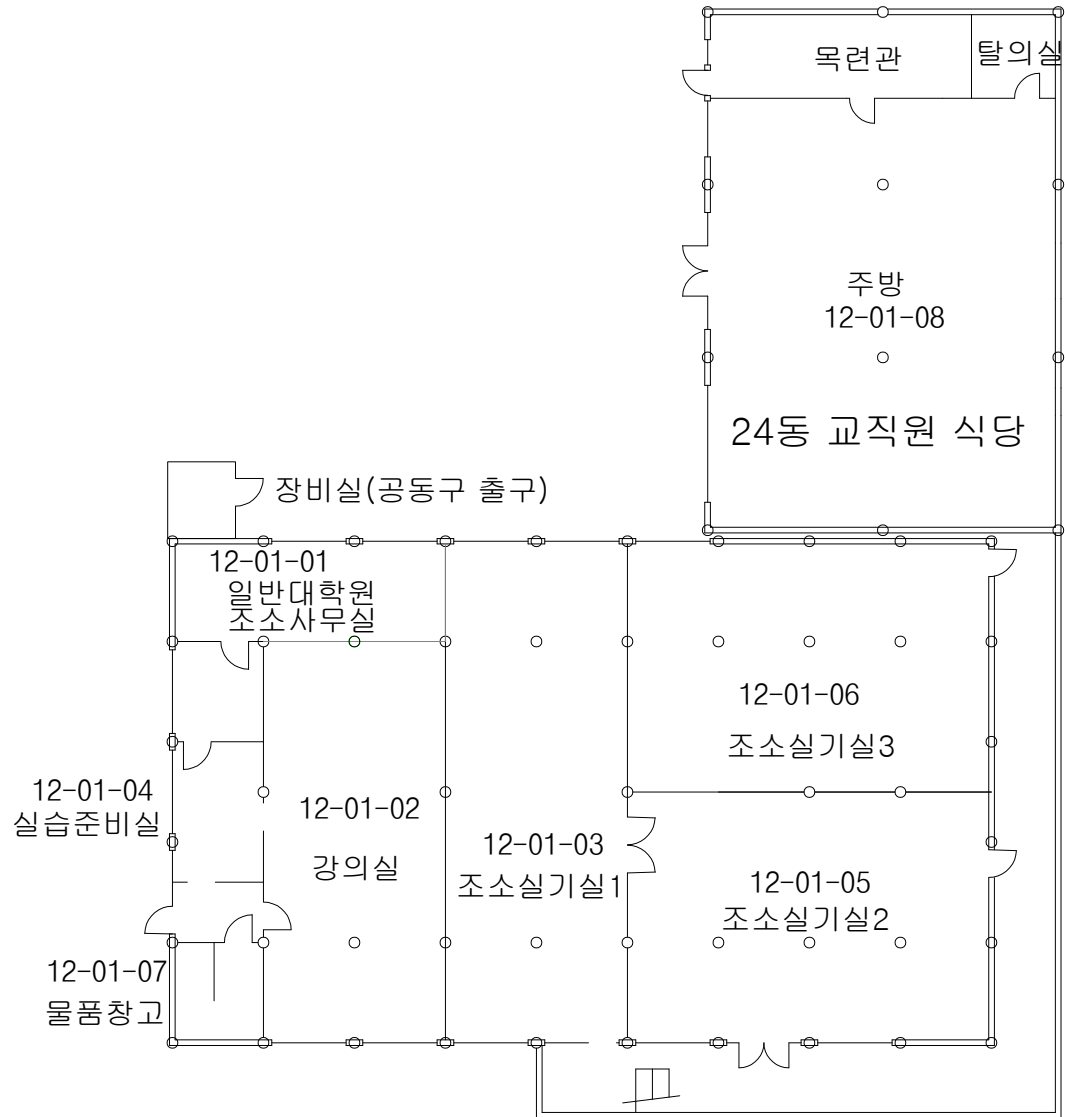 목련관
탈의실
주방
12-01-08
24동 교직원 식당
장비실(공동구 출구)
12-01-01
일반대학원
조소사무실
12-01-06
조소실기실3
12-01-04
실습준비실
12-01-02
강의실
12-01-03
조소실기실1
12-01-05
조소실기실2
12-01-07
물품창고